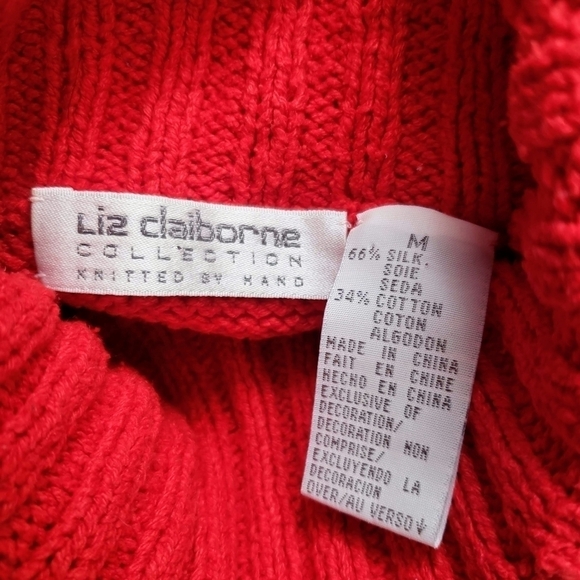 Liz claiborne
COLLECTION
KNITTED BY HAND
M
66% SILK.
SOIE
SEDA
34% COTTON
COTON
ALGODON
MADE IN CHINA
FAIT EN CHINE
HECHO EN CHINA
EXCLUSIVE OF
DECORATION/
DECORATION NON
COMPRISE/
EXCLUYENDO LA
DECORACION
OVER/AU VERSO↓